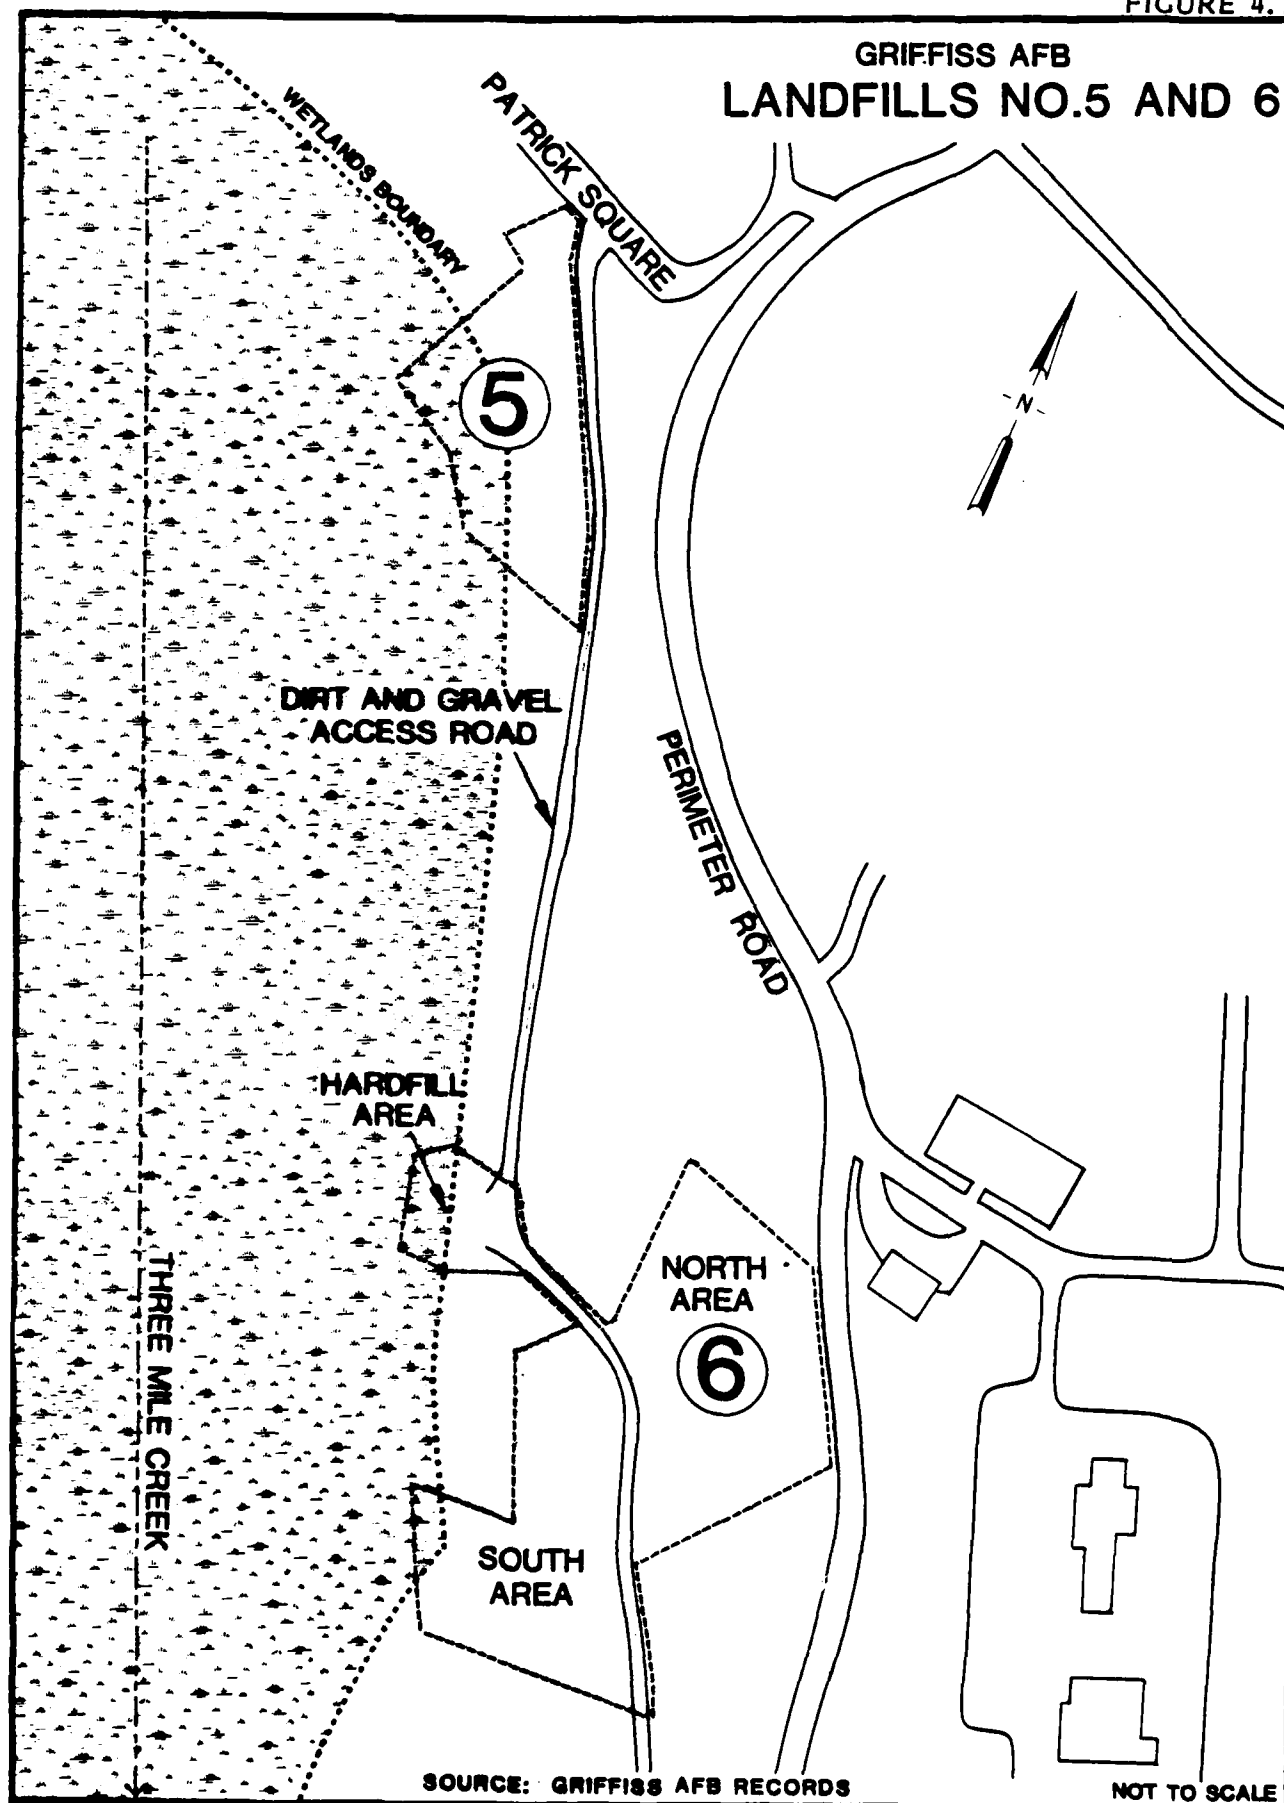 FIGURE 4.
GRIFFISS AFB
LANDFILLS NO.5 AND 6
PATRICK SQUARE
WETLANDS BOUNDARY
N
5
DIRT AND GRAVEL
ACCESS ROAD
PERIMETER ROAD
HARDFILL
AREA
NORTH
AREA
6
THREE MILE CREEK
SOUTH
AREA
SOURCE: GRIFFISS AFB RECORDS
NOT TO SCALE